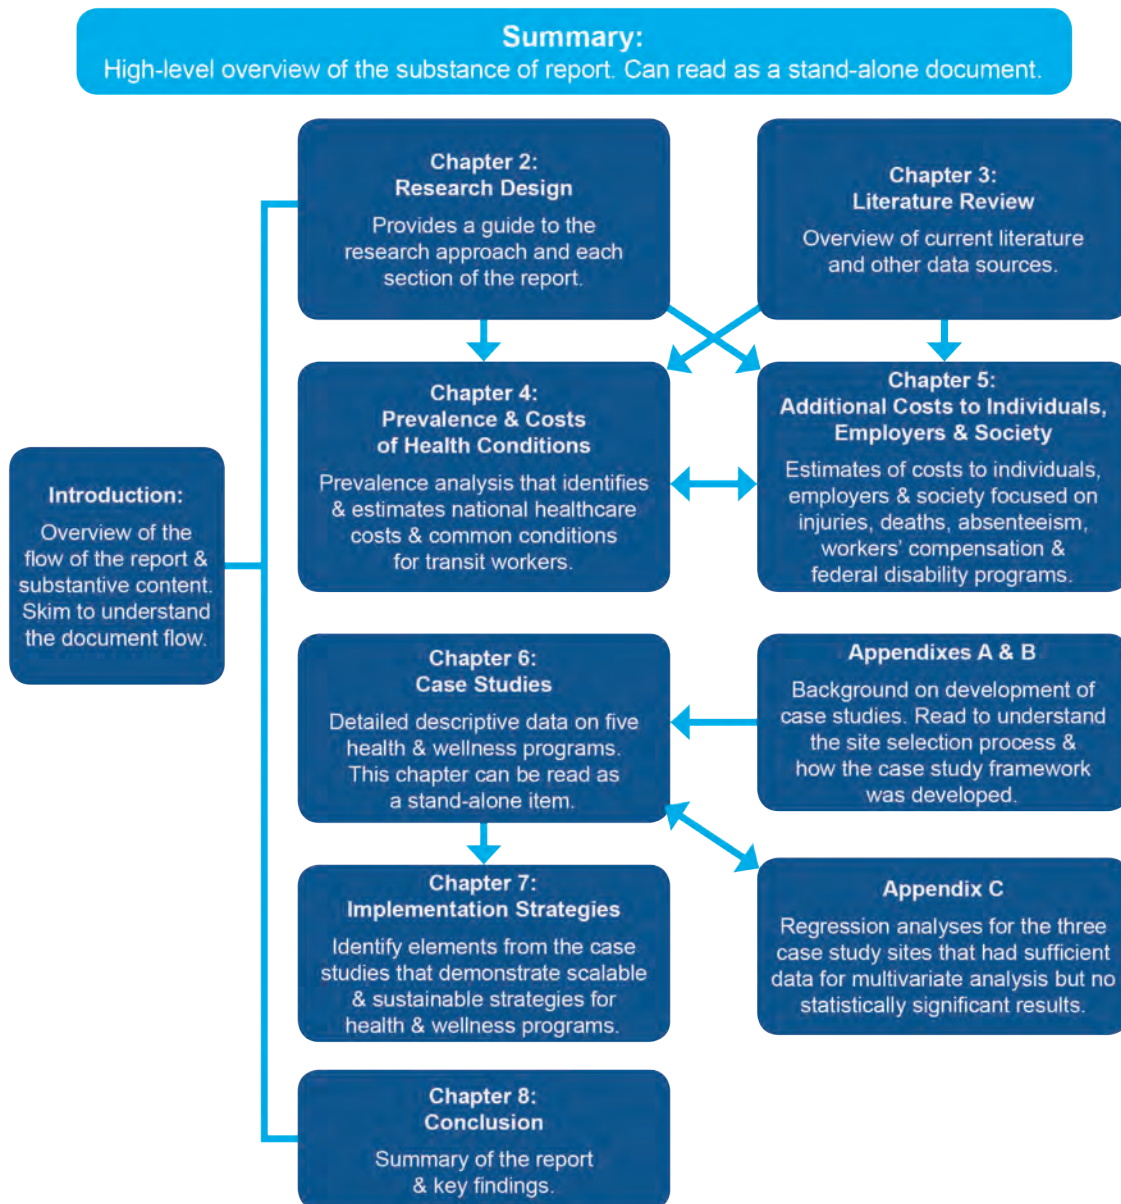 Summary:
High-level overview of the substance of report. Can read as a stand-alone document.
Chapter 2:
Research Design
Provides a guide to the
research approach and each
section of the report.
Chapter 3:
Literature Review
Overview of current literature
and other data sources.
Chapter 4:
Prevalence & Costs
of Health Conditions
Prevalence analysis that identifies
& estimates national healthcare
costs & common conditions
for transit workers.
Chapter 5:
Additional Costs to Individuals,
Employers & Society
Estimates of costs to individuals,
employers & society focused on
injuries, deaths, absenteeism,
workers’ compensation &
federal disability programs.
Introduction:
Overview of the
flow of the report &
substantive content.
Skim to understand
the document flow.
Chapter 6:
Case Studies
Detailed descriptive data on five
health & wellness programs.
This chapter can be read as
a stand-alone item.
Appendixes A & B
Background on development of
case studies. Read to understand
the site selection process &
how the case study framework
was developed.
Chapter 7:
Implementation Strategies
Identify elements from the case
studies that demonstrate scalable
& sustainable strategies for
health & wellness programs.
Appendix C
Regression analyses for the three
case study sites that had sufficient
data for multivariate analysis but no
statistically significant results.
Chapter 8:
Conclusion
Summary of the report
& key findings.